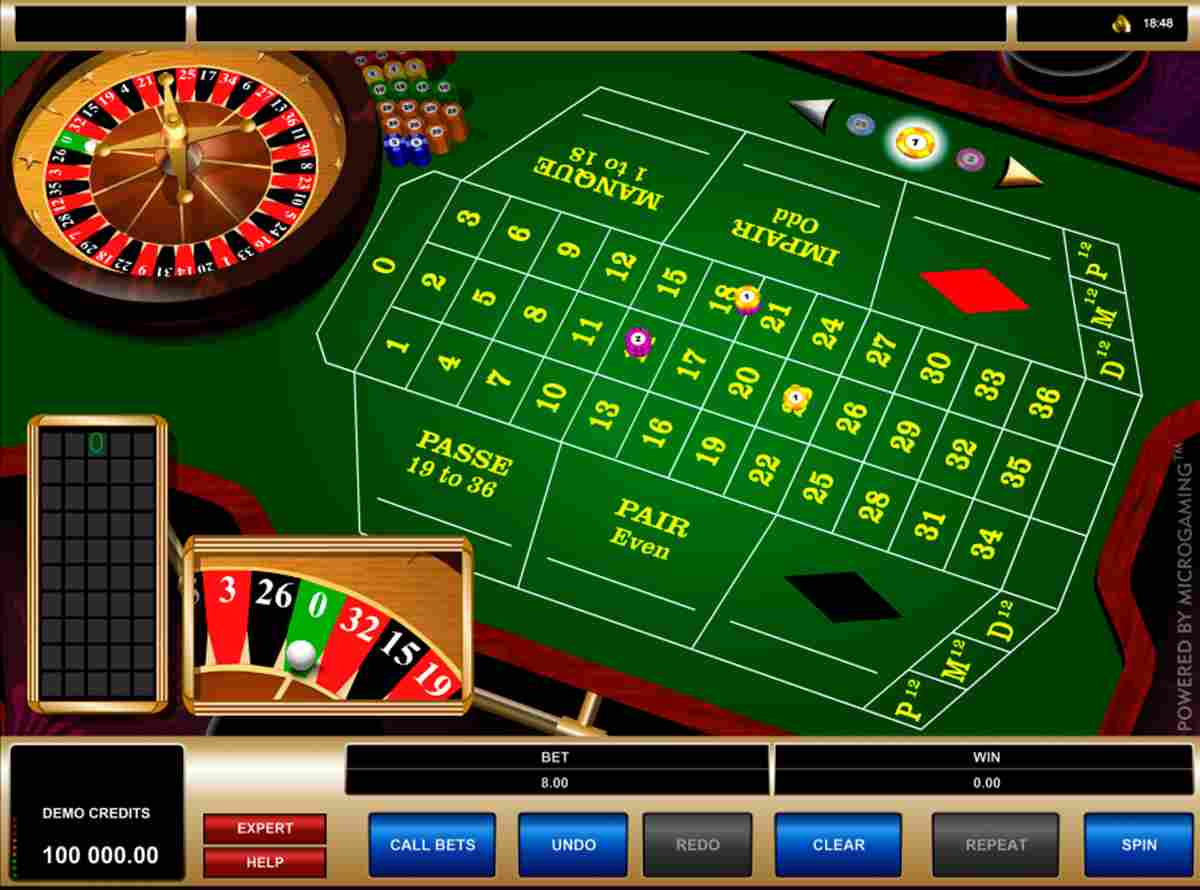 18:48
MANQUE
1 to 18
IMPAIR
Odd
P 12
M 12
D 12
0
3 6 9 12 15 18 21 24 27 30 33 36
2 5 8 11 17 20 26 29 32 35
1 4 7 10 13 16 19 22 25 28 31 34
PASSE
19 to 36
PAIR
Even
D 12
M 12
P 12
0
3 26 0 32 15 19
POWERED BY MICROGAMING™
BET
8.00
WIN
0.00
DEMO CREDITS
100 000.00
EXPERT
HELP
CALL BETS
UNDO
REDO
CLEAR
REPEAT
SPIN